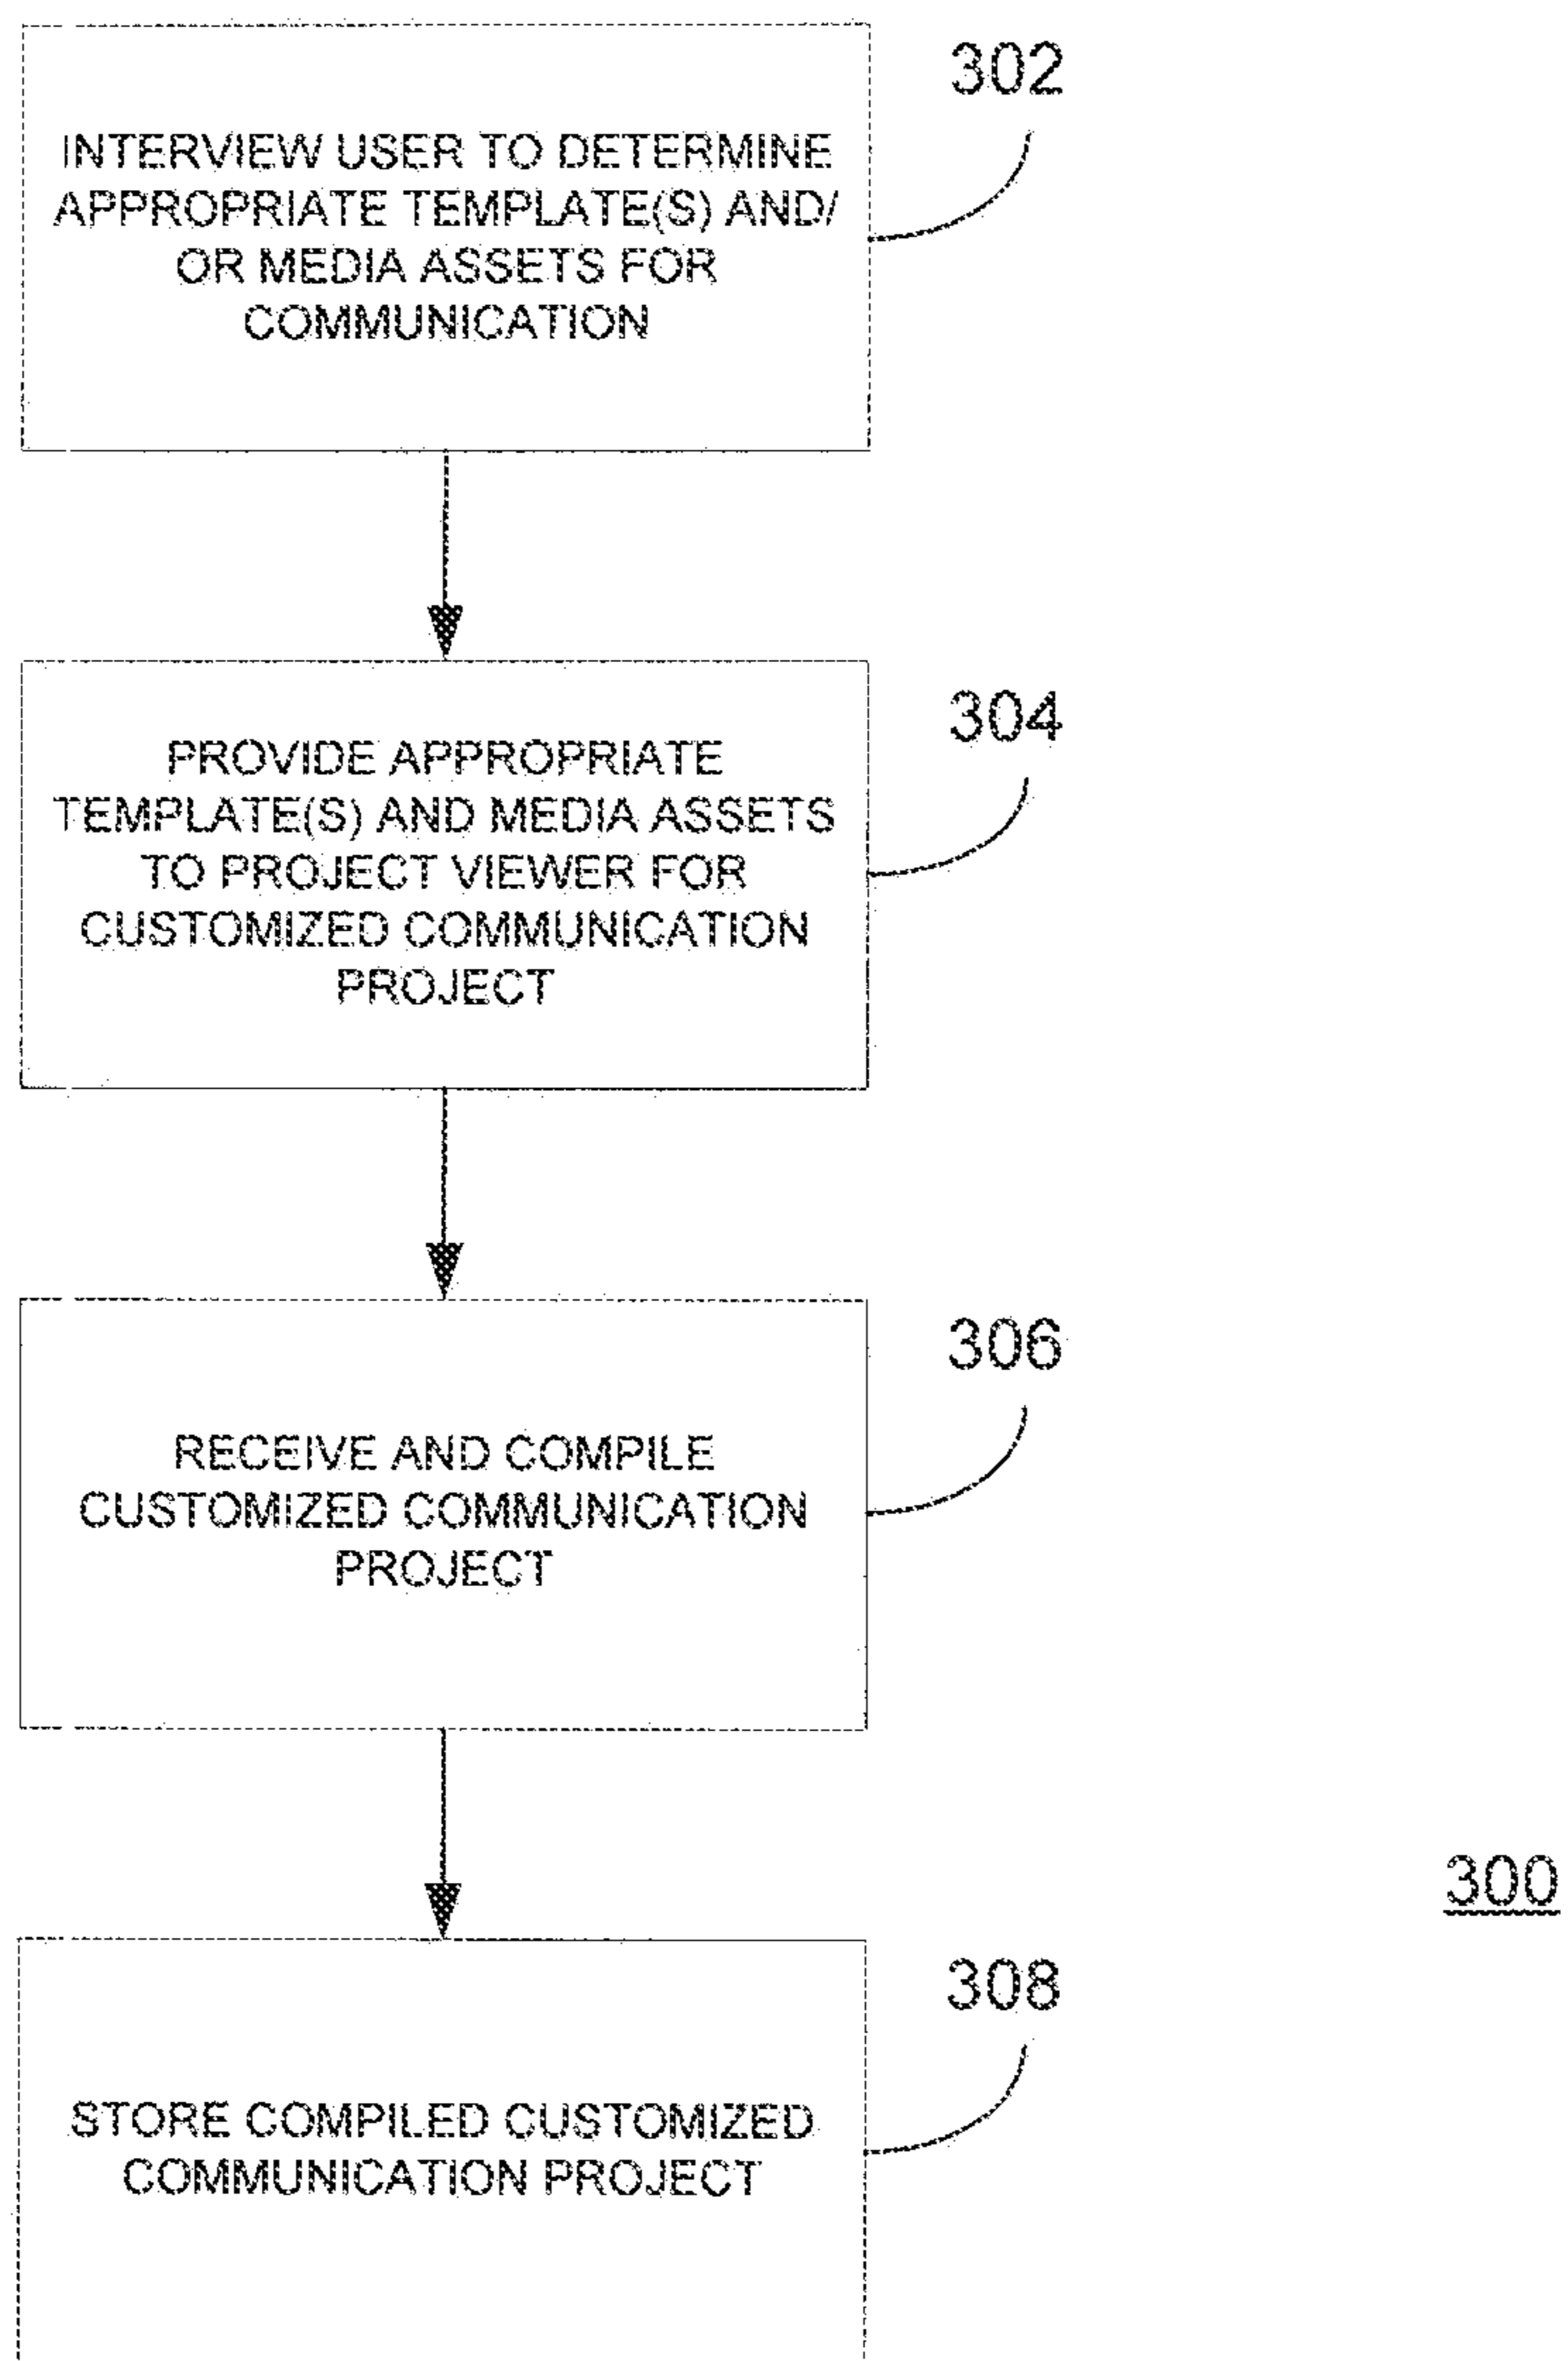 302
INTERVIEW USER TO DETERMINE
APPROPRIATE TEMPLATE(S) AND/
OR MEDIA ASSETS FOR
COMMUNICATION
304
PROVIDE APPROPRIATE
TEMPLATE(S) AND MEDIA ASSETS
TO PROJECT VIEWER FOR
CUSTOMIZED COMMUNICATION
PROJECT
306
RECEIVE AND COMPILE
CUSTOMIZED COMMUNICATION
PROJECT
300
308
STORE COMPILED CUSTOMIZED
COMMUNICATION PROJECT